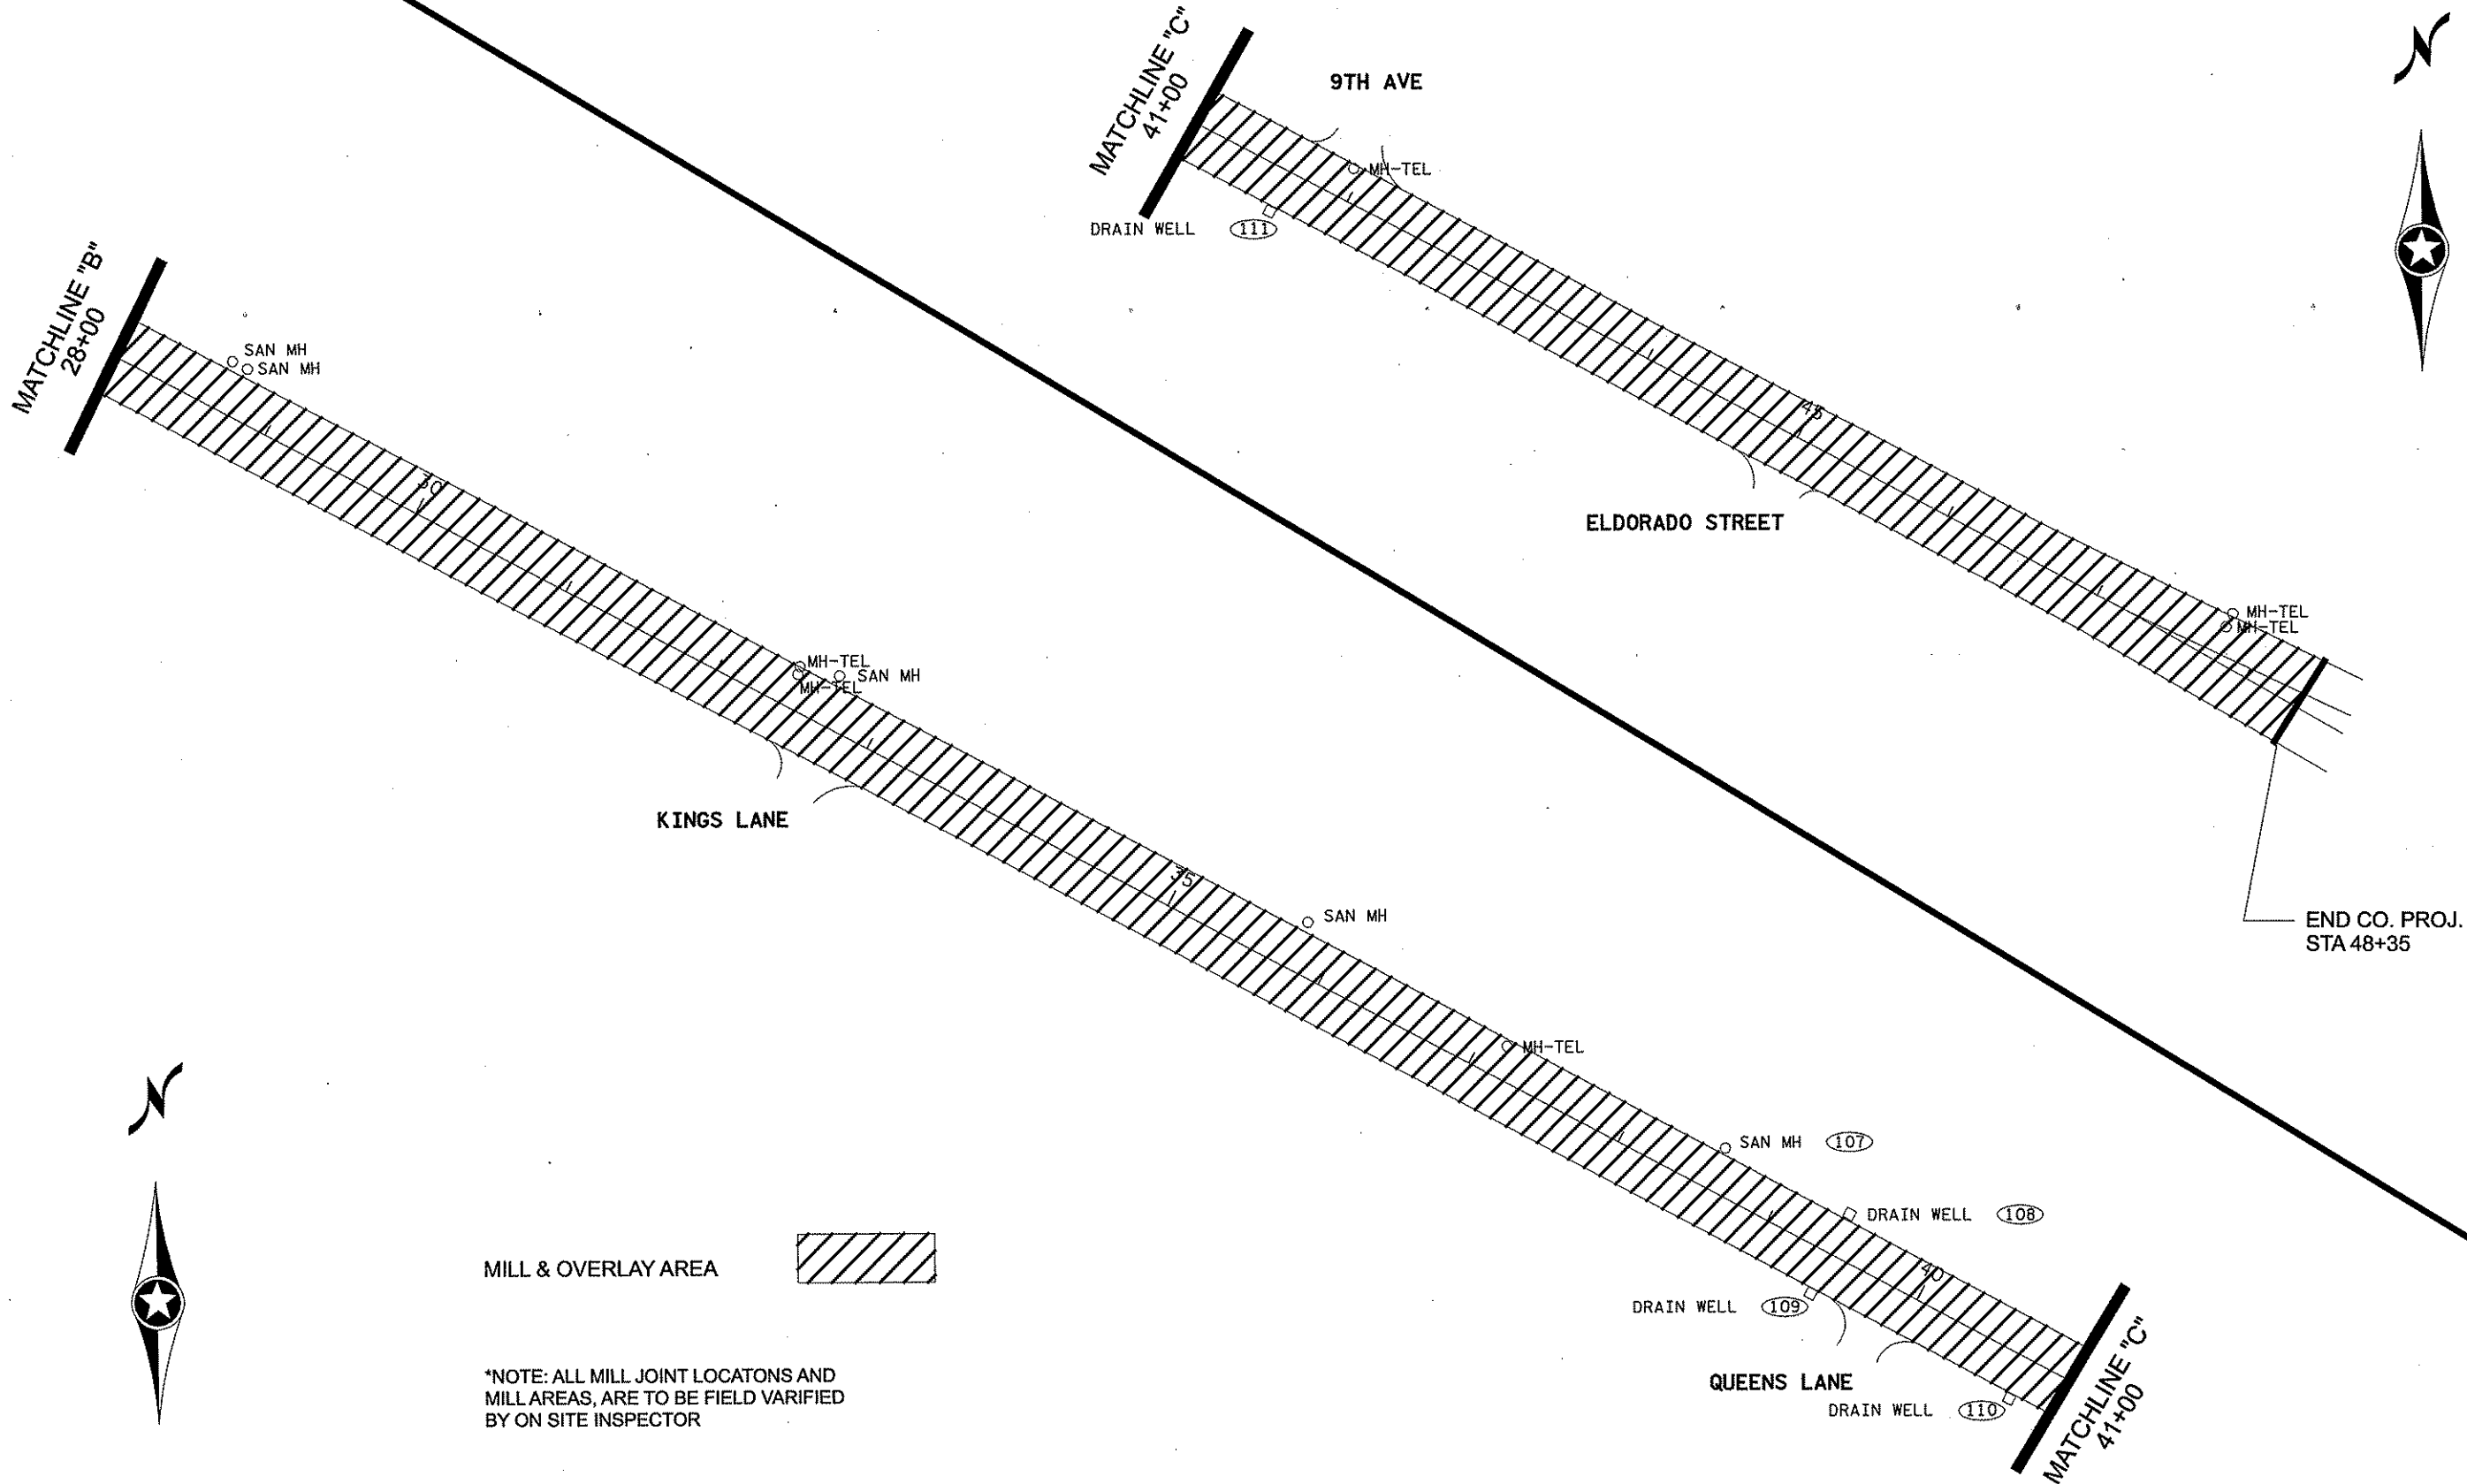 MATCHLINE "C"
41+00
9TH AVE
N
MH-TEL
DRAIN WELL 111
MATCHLINE "B"
28+00
SAN MH
SAN MH
45
30
ELDORADO STREET
MH-TEL
MH-TEL
MH-TEL
SAN MH
MH-TEL
KINGS LANE
35
SAN MH
END CO. PROJ.
STA 48+35
MH-TEL
N
SAN MH 107
DRAIN WELL 108
MILL & OVERLAY AREA
40
DRAIN WELL 109
QUEENS LANE
DRAIN WELL 110
MATCHLINE "C"
41+00
*NOTE: ALL MILL JOINT LOCATONS AND
MILL AREAS, ARE TO BE FIELD VARIFIED
BY ON SITE INSPECTOR